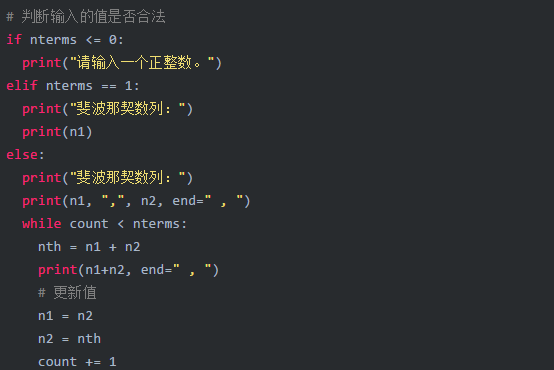 # 判断输入的值是否合法
if nterms <= 0:
  print("请输入一个正整数。")
elif nterms == 1:
  print("斐波那契数列：")
  print(n1)
else:
  print("斐波那契数列：")
  print(n1, ",", n2, end=" , ")
  while count < nterms:
    nth = n1 + n2
    print(n1+n2, end=" , ")
    # 更新值
    n1 = n2
    n2 = nth
    count += 1